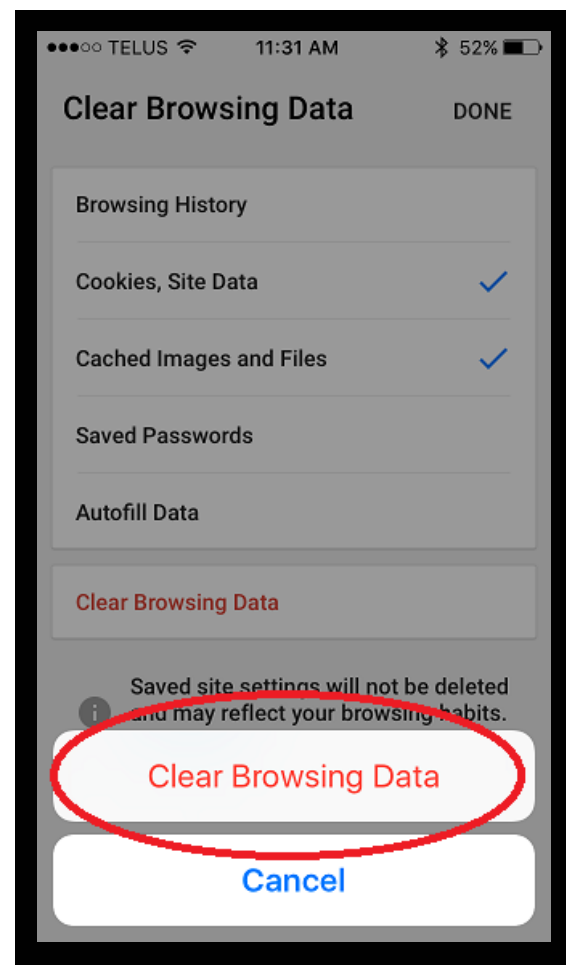 TELUS 11:31 AM 52%
Clear Browsing Data DONE
Browsing History
Cookies, Site Data
Cached Images and Files
Saved Passwords
Autofill Data
Clear Browsing Data
Saved site settings will not be deleted
and may reflect your browsing habits.
Clear Browsing Data
Cancel